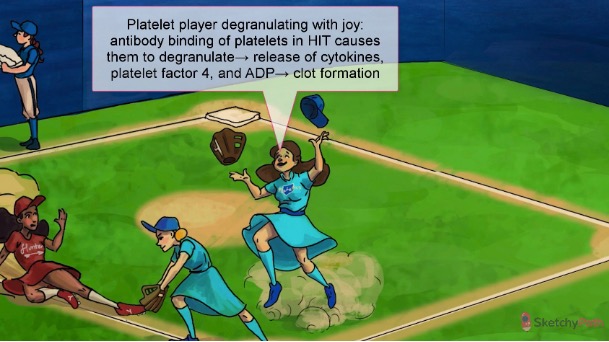 Platelet player degranulating with joy:
antibody binding of platelets in HIT causes
them to degranulate→ release of cytokines,
platelet factor 4, and ADP→ clot formation